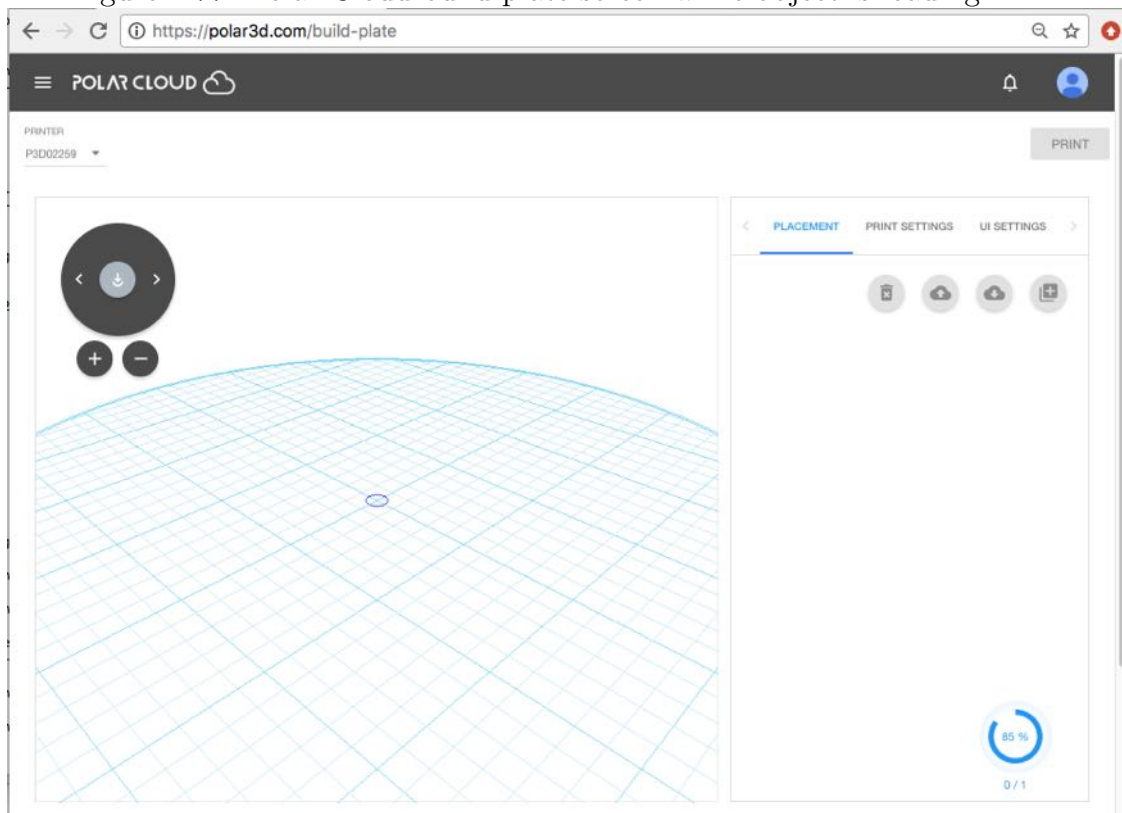 https://polar3d.com/build-plate
POLAR CLOUD
PRINTER
P3D02259
PRINT
PLACEMENT PRINT SETTINGS UI SETTINGS
85 %
0 / 1